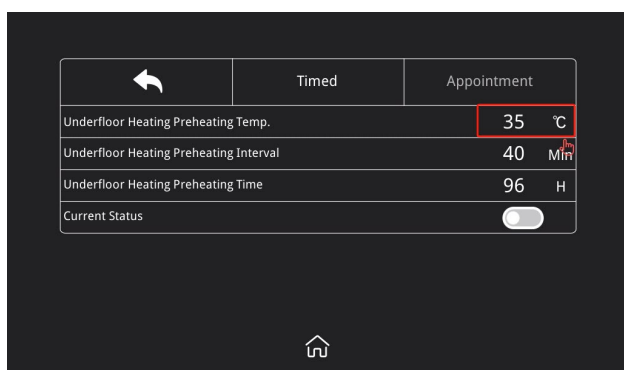 Timed Appointment
Underfloor Heating Preheating Temp. 35 ℃
Underfloor Heating Preheating Interval 40 Min
Underfloor Heating Preheating Time 96 H
Current Status